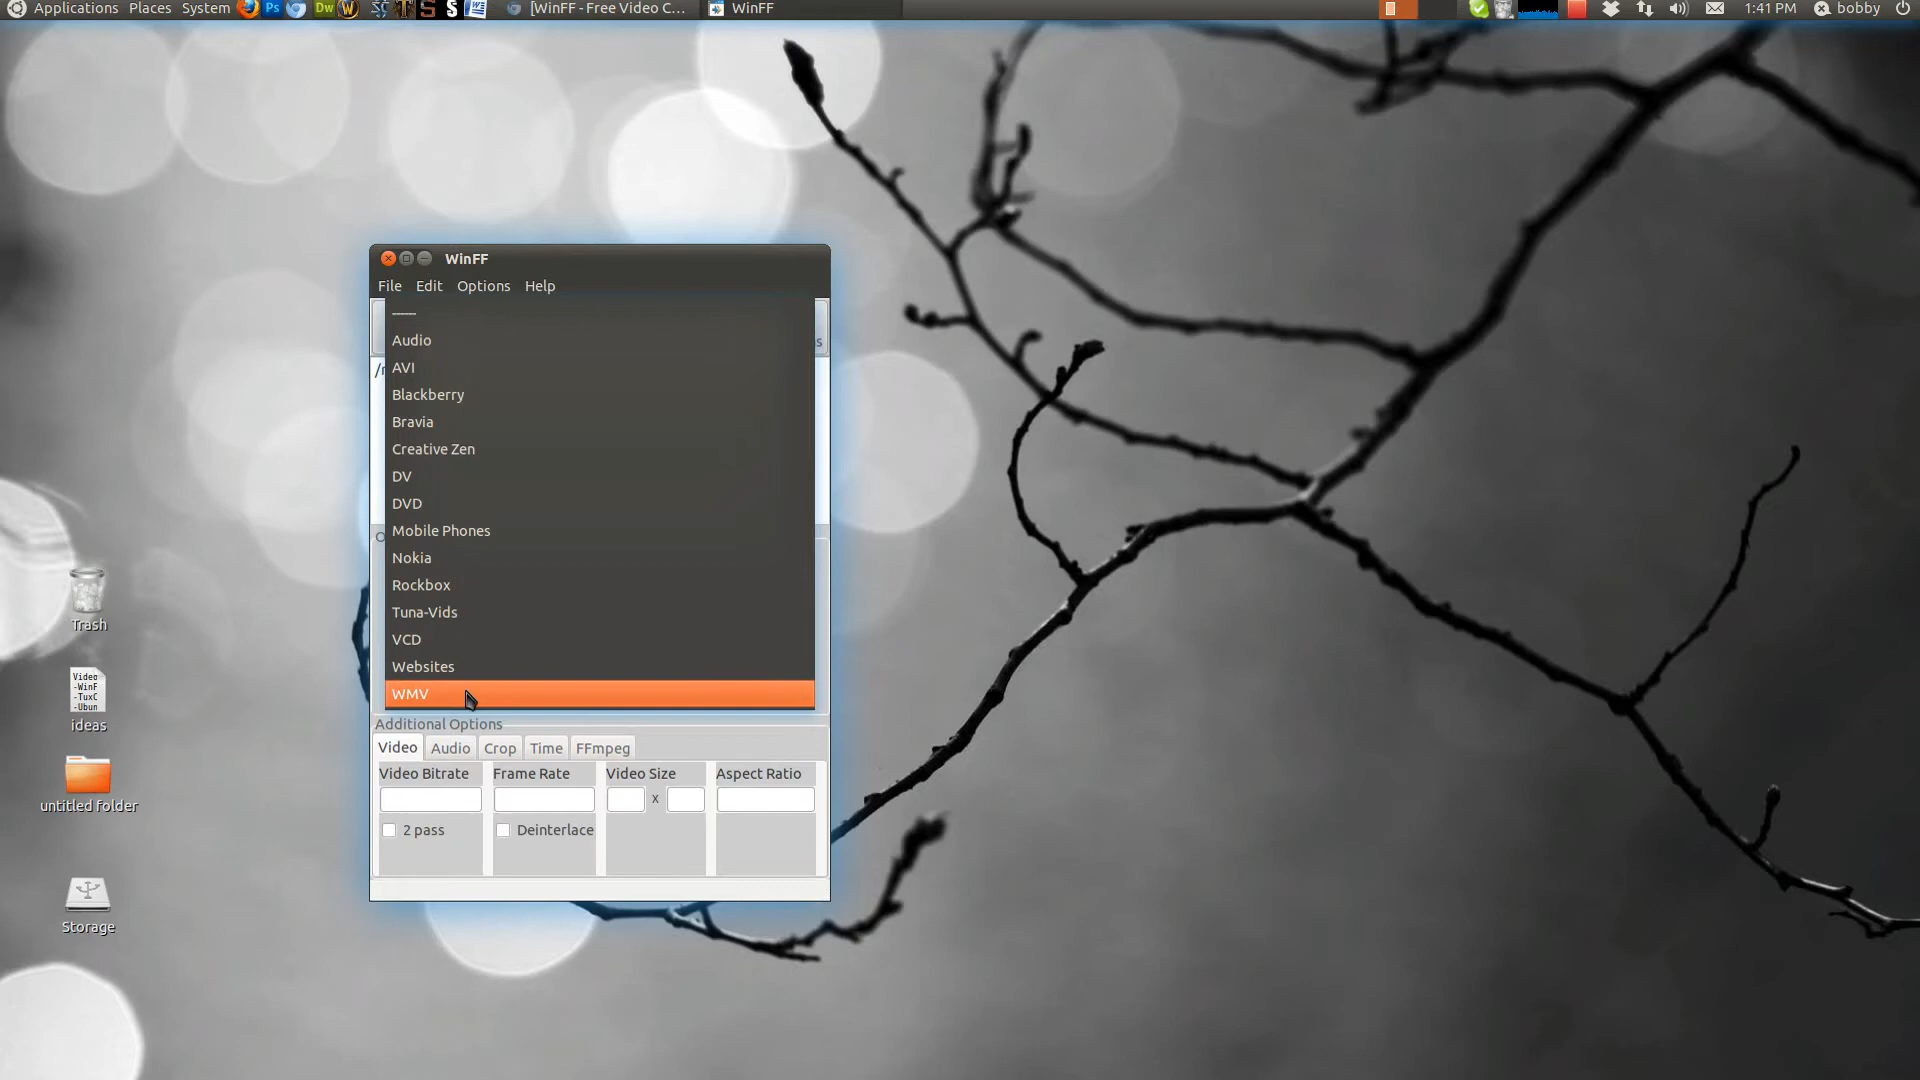 Applications Places System Ps Dw W T S S [WinFF - Free Video C... WinFF 1:41 PM bobby
WinFF
File Edit Options Help
-----
Audio
AVI
Blackberry
Bravia
Creative Zen
DV
DVD
Mobile Phones
Nokia
Rockbox
Tuna-Vids
VCD
Websites
WMV
Additional Options
Video Audio Crop Time FFmpeg
Video Bitrate Frame Rate Video Size Aspect Ratio
x
2 pass Deinterlace
Trash
Video
-WinF
-TuxC
-Ubun
ideas
untitled folder
Storage